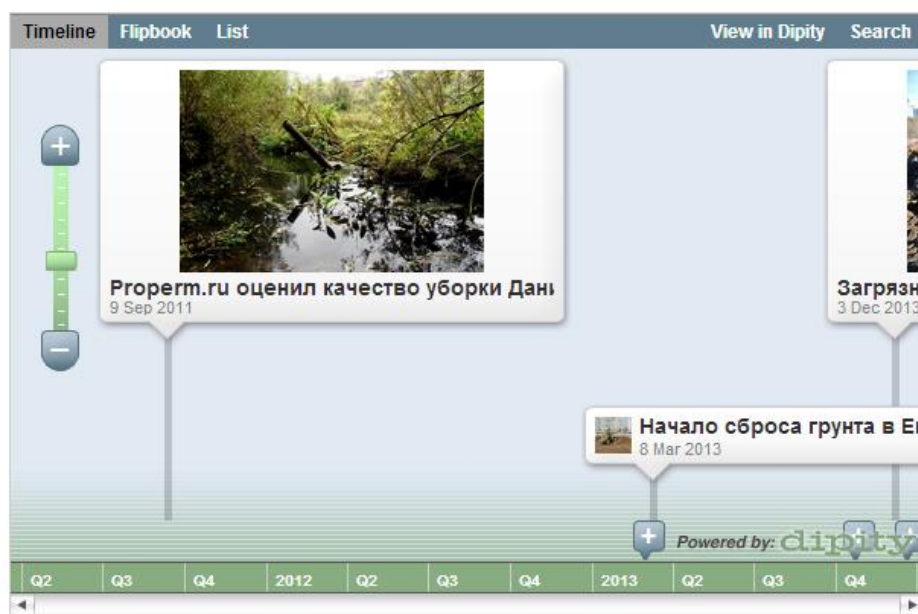 Timeline Flipbook List View in Dipity Search
Properm.ru оценил качество уборки Дани
9 Sep 2011
Загрязн
3 Dec 2013
Начало сброса грунта в Е
8 Mar 2013
Powered by: dipity
Q2 Q3 Q4 2012 Q2 Q3 Q4 2013 Q2 Q3 Q4